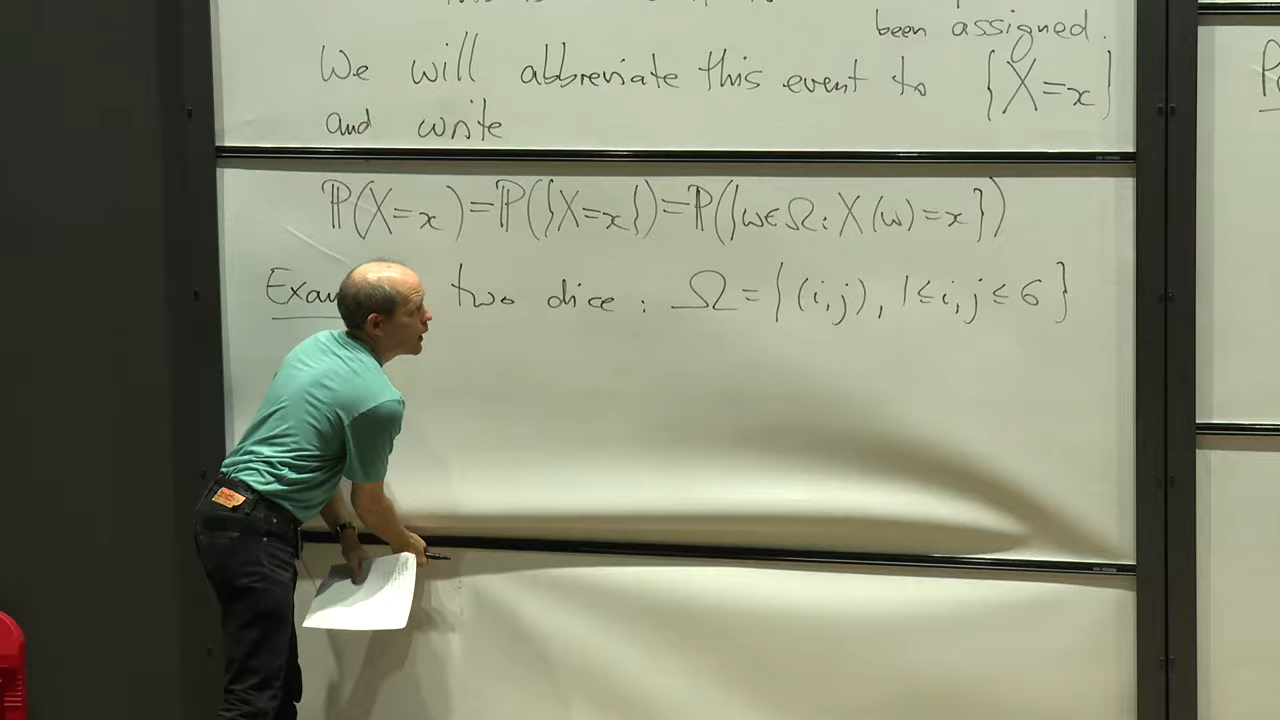 been assigned.
We will abbreviate this event to {X=x}
and write
ℙ(X=x)=ℙ({X=x})=ℙ({ω∈Ω: X(ω)=x})
two dice: Ω={(i,j), 1≤i,j≤6}